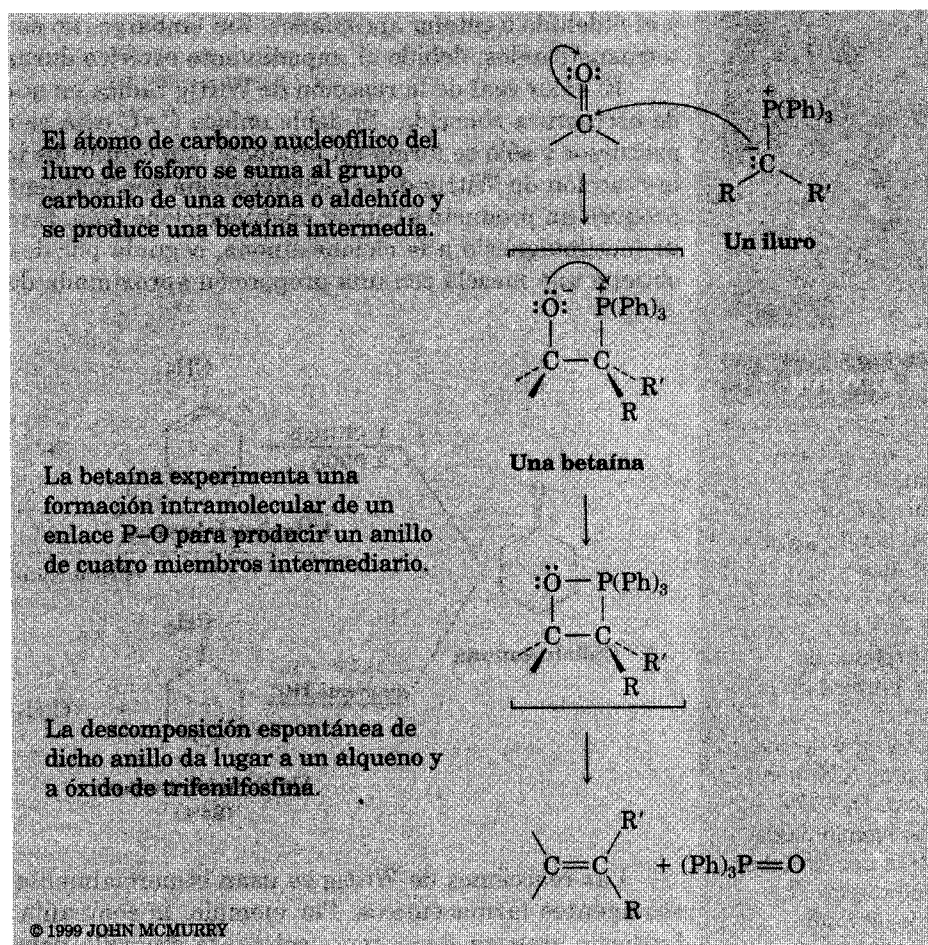 :O:
C
P(Ph)₃
+
:C
R R'
Un iluro
El átomo de carbono nucleofílico del
iluro de fósforo se suma al grupo
carbonilo de una cetona o aldehído y
se produce una betaína intermedia.
:O:⁻ P(Ph)₃
C—C
R'
R
Una betaína
La betaína experimenta una
formación intramolecular de un
enlace P–O para producir un anillo
de cuatro miembros intermediario.
:O—P(Ph)₃
C—C
R'
R
La descomposición espontánea de
dicho anillo da lugar a un alqueno y
a óxido de trifenilfosfina.
R'
C=C + (Ph)₃P=O
R
© 1999 JOHN MCMURRY